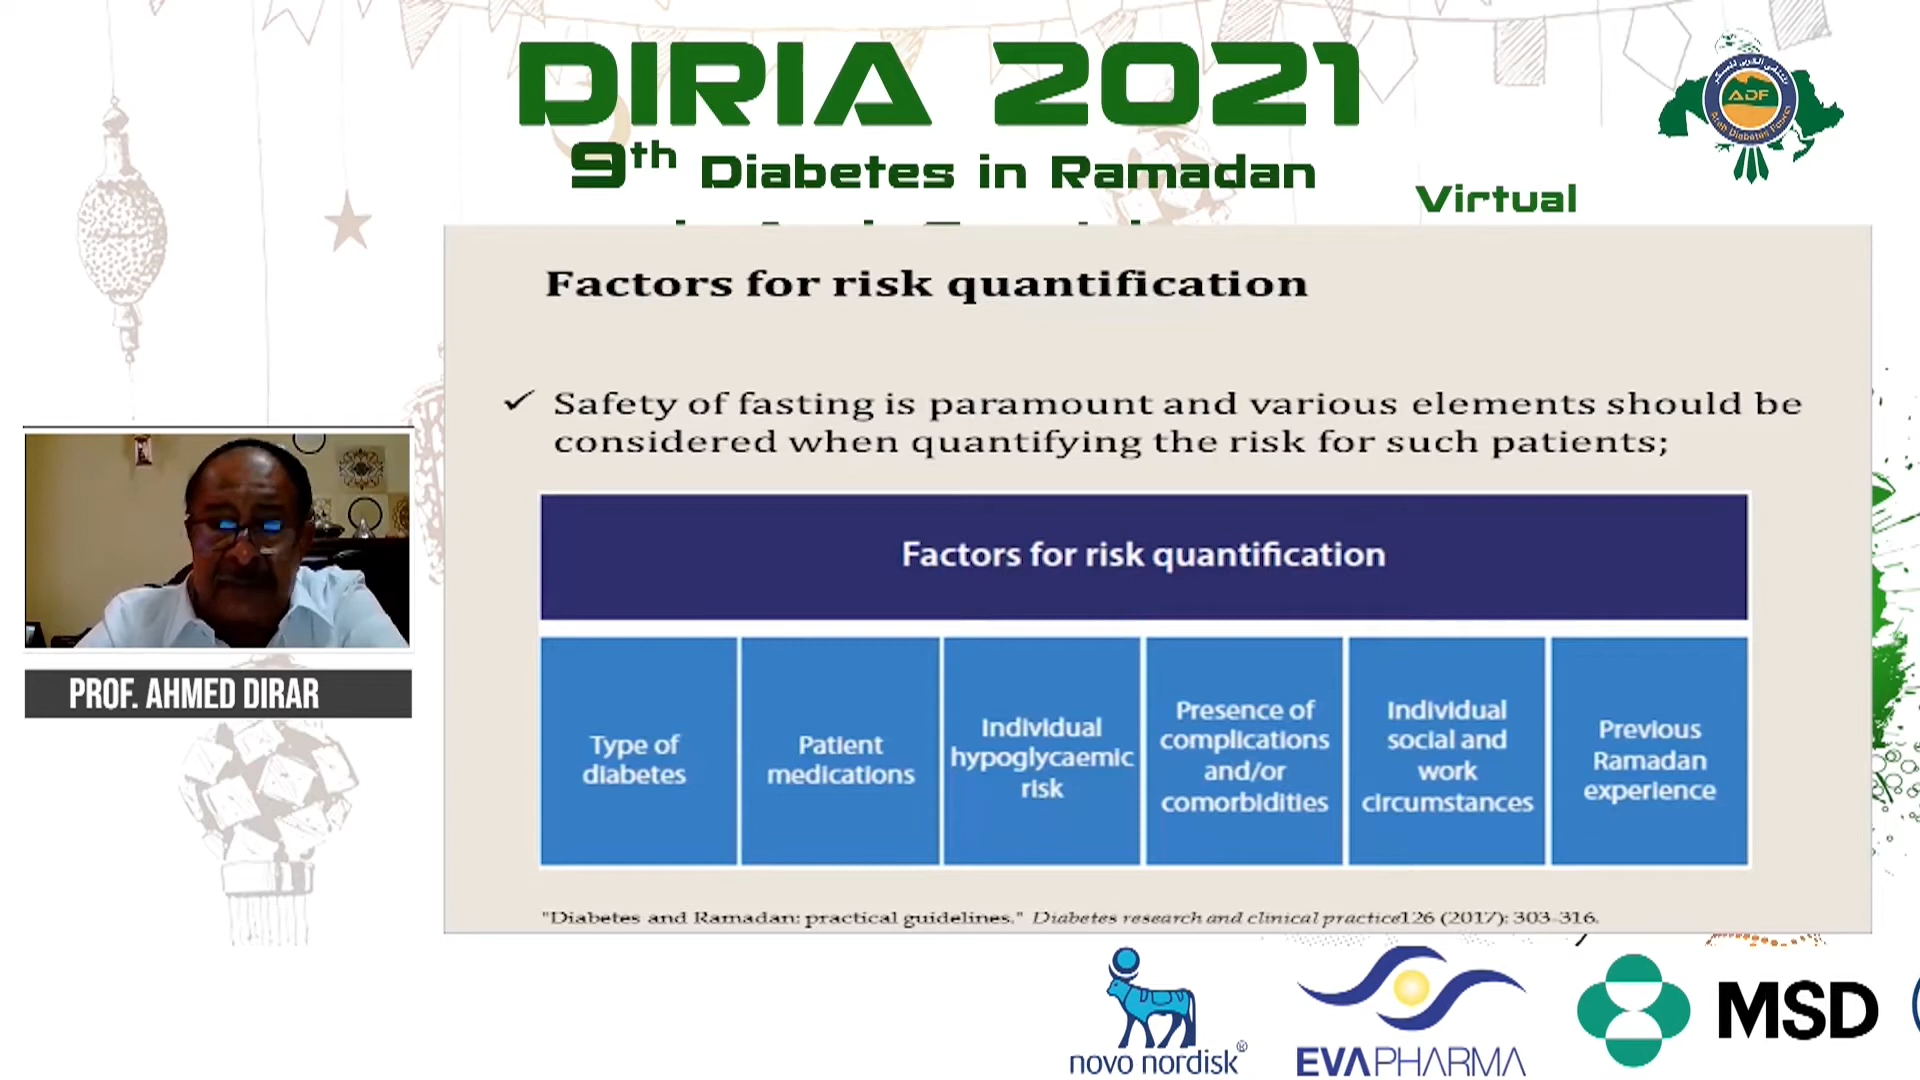 DIRIA 2021
9th Diabetes in Ramadan
Virtual
ADF
Factors for risk quantification
✓ Safety of fasting is paramount and various elements should be
considered when quantifying the risk for such patients;
Factors for risk quantification
Type of
diabetes
Patient
medications
Individual
hypoglycaemic
risk
Presence of
complications
and/or
comorbidities
Individual
social and
work
circumstances
Previous
Ramadan
experience
"Diabetes and Ramadan: practical guidelines." Diabetes research and clinical practice126 (2017): 303-316.
PROF. AHMED DIRAR
novo nordisk®
EVAPHARMA
MSD